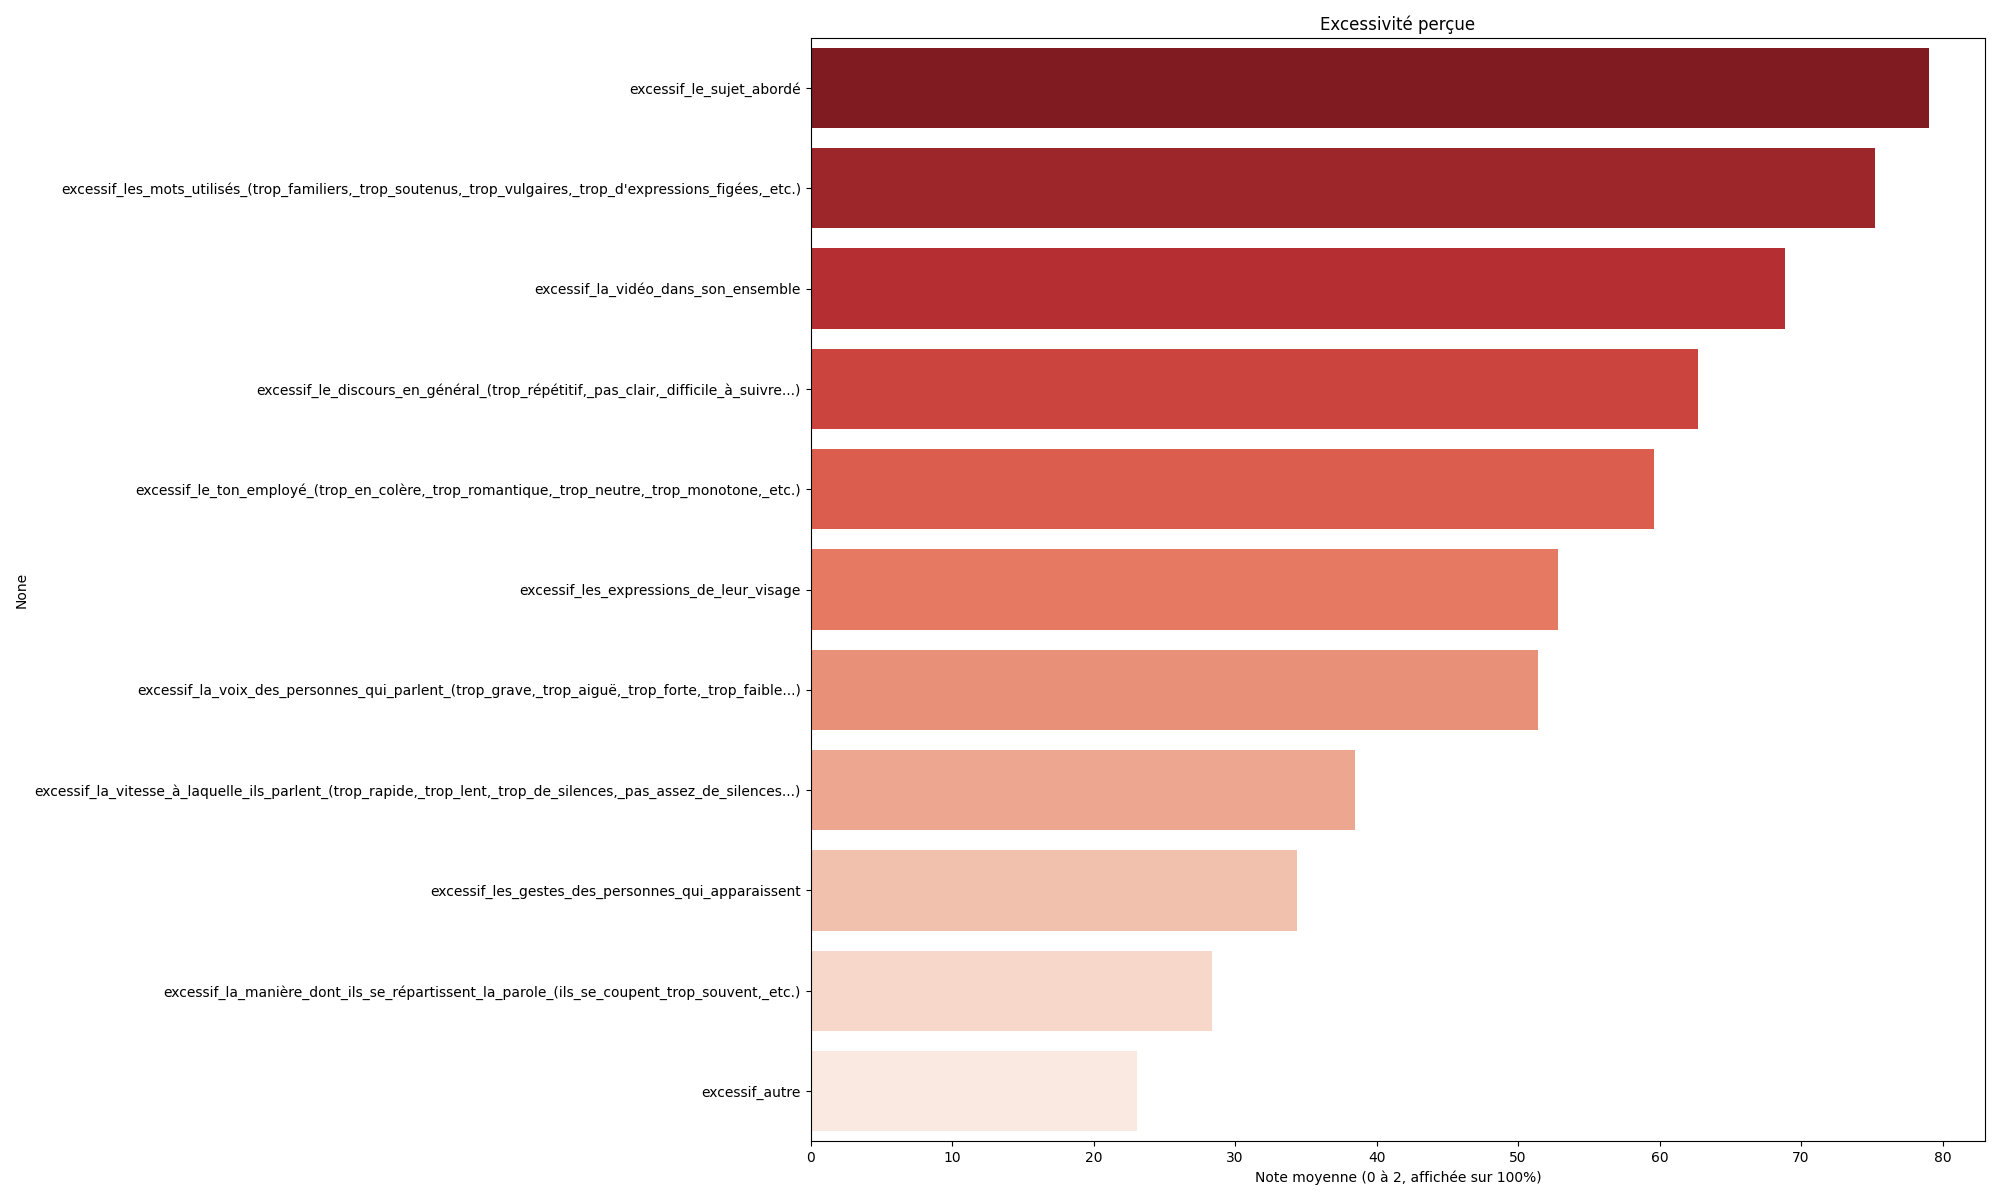 Excessivité perçue
excessif_le_sujet_abordé
excessif_les_mots_utilisés_(trop_familiers,_trop_soutenus,_trop_vulgaires,_trop_d'expressions_figées,_etc.)
excessif_la_vidéo_dans_son_ensemble
excessif_le_discours_en_général_(trop_répétitif,_pas_clair,_difficile_à_suivre...)
excessif_le_ton_employé_(trop_en_colère,_trop_romantique,_trop_neutre,_trop_monotone,_etc.)
excessif_les_expressions_de_leur_visage
excessif_la_voix_des_personnes_qui_parlent_(trop_grave,_trop_aiguë,_trop_forte,_trop_faible...)
excessif_la_vitesse_à_laquelle_ils_parlent_(trop_rapide,_trop_lent,_trop_de_silences,_pas_assez_de_silences...)
excessif_les_gestes_des_personnes_qui_apparaissent
excessif_la_manière_dont_ils_se_répartissent_la_parole_(ils_se_coupent_trop_souvent,_etc.)
excessif_autre
None
0 10 20 30 40 50 60 70 80
Note moyenne (0 à 2, affichée sur 100%)